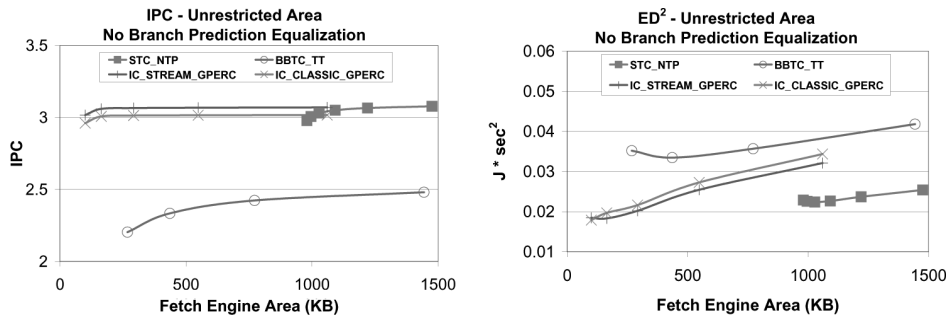 IPC - Unrestricted Area
No Branch Prediction Equalization
STC_NTP
BBTC_TT
IC_STREAM_GPERC
IC_CLASSIC_GPERC
3.5
3
2.5
2
IPC
0
500
1000
1500
Fetch Engine Area (KB)
ED²  - Unrestricted Area
No Branch Prediction Equalization
STC_NTP
BBTC_TT
IC_STREAM_GPERC
IC_CLASSIC_GPERC
0.06
0.05
0.04
0.03
0.02
0.01
J * sec²
0
500
1000
1500
Fetch Engine Area (KB)